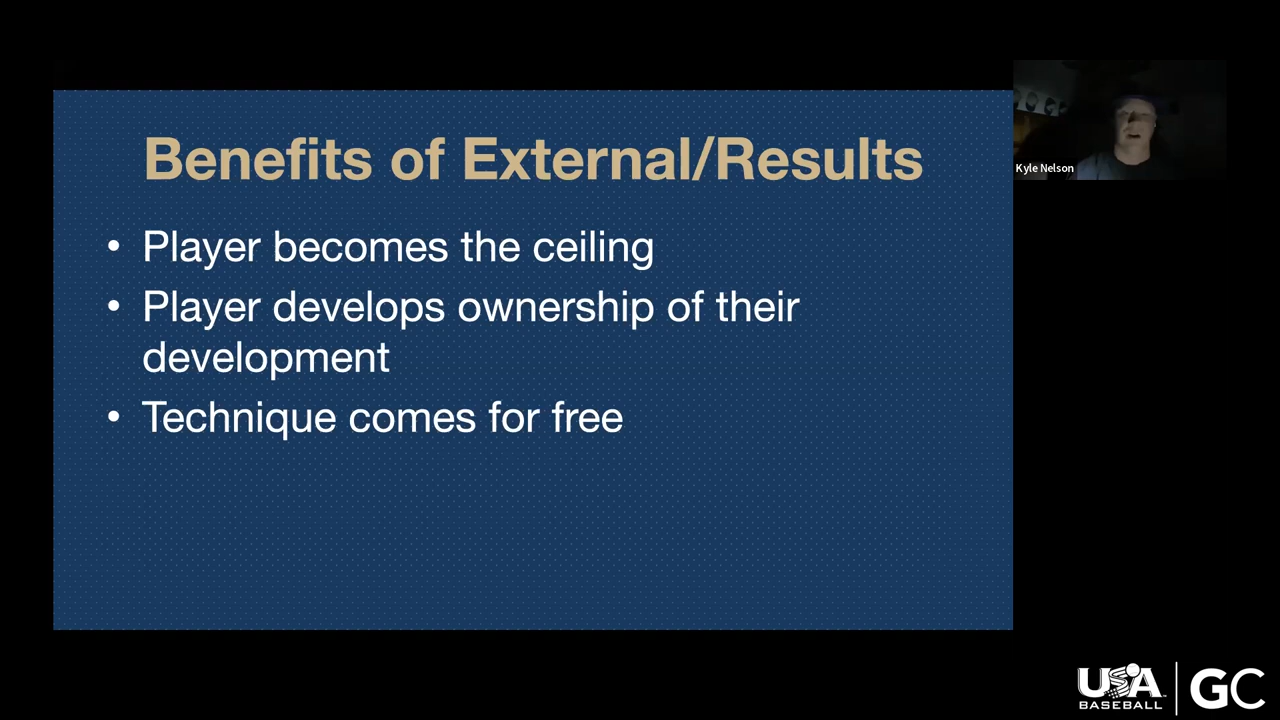 Benefits of External/Results
• Player becomes the ceiling
• Player develops ownership of their
development
• Technique comes for free
Kyle Nelson
USA
BASEBALL
GC